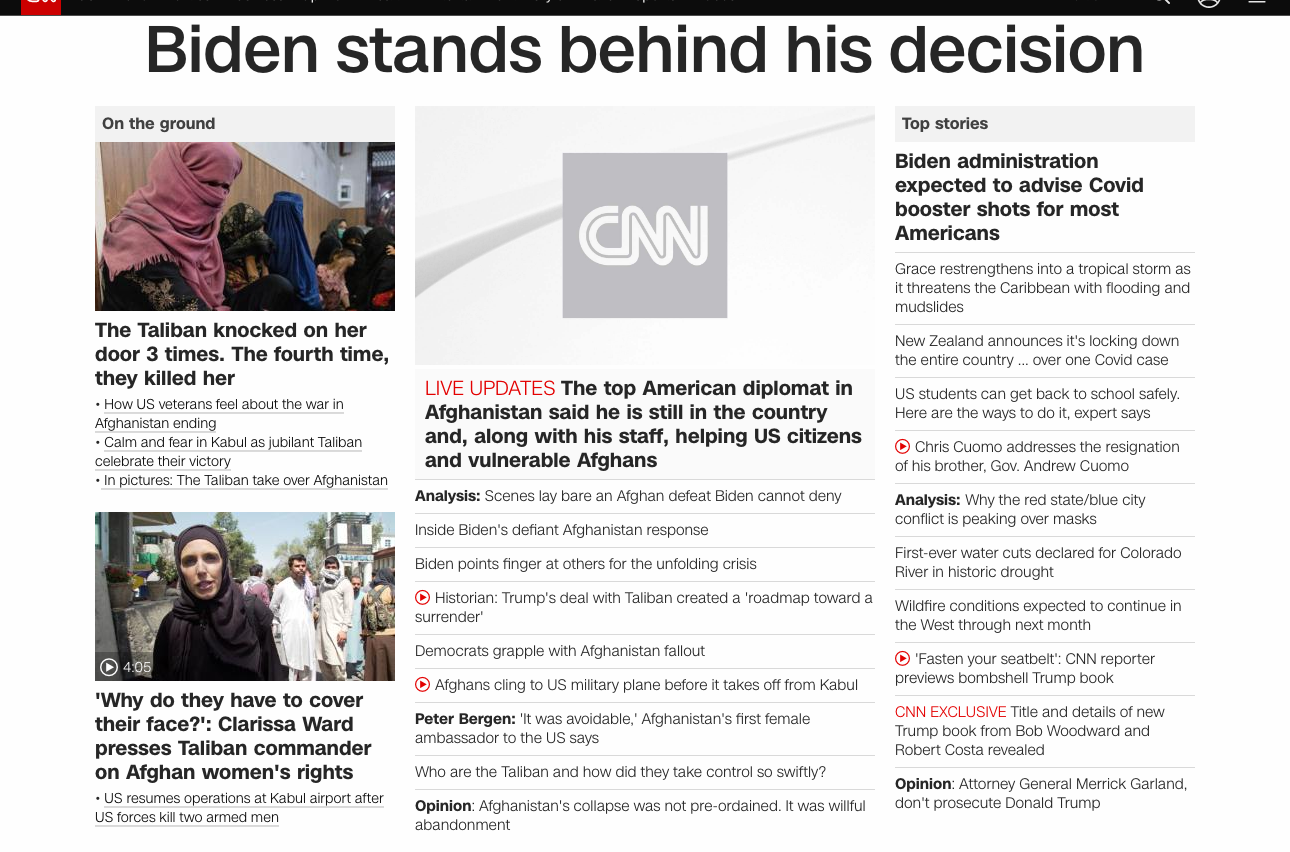 Biden stands behind his decision
On the ground
The Taliban knocked on her
door 3 times. The fourth time,
they killed her
• How US veterans feel about the war in
Afghanistan ending
• Calm and fear in Kabul as jubilant Taliban
celebrate their victory
• In pictures: The Taliban take over Afghanistan
4:05
'Why do they have to cover
their face?': Clarissa Ward
presses Taliban commander
on Afghan women's rights
• US resumes operations at Kabul airport after
US forces kill two armed men
CNN
LIVE UPDATES The top American diplomat in
Afghanistan said he is still in the country
and, along with his staff, helping US citizens
and vulnerable Afghans
Analysis: Scenes lay bare an Afghan defeat Biden cannot deny
Inside Biden's defiant Afghanistan response
Biden points finger at others for the unfolding crisis
Historian: Trump's deal with Taliban created a 'roadmap toward a
surrender'
Democrats grapple with Afghanistan fallout
Afghans cling to US military plane before it takes off from Kabul
Peter Bergen: 'It was avoidable,' Afghanistan's first female
ambassador to the US says
Who are the Taliban and how did they take control so swiftly?
Opinion: Afghanistan's collapse was not pre-ordained. It was willful
abandonment
Top stories
Biden administration
expected to advise Covid
booster shots for most
Americans
Grace restrengthens into a tropical storm as
it threatens the Caribbean with flooding and
mudslides
New Zealand announces it's locking down
the entire country ... over one Covid case
US students can get back to school safely.
Here are the ways to do it, expert says
Chris Cuomo addresses the resignation
of his brother, Gov. Andrew Cuomo
Analysis: Why the red state/blue city
conflict is peaking over masks
First-ever water cuts declared for Colorado
River in historic drought
Wildfire conditions expected to continue in
the West through next month
'Fasten your seatbelt': CNN reporter
previews bombshell Trump book
CNN EXCLUSIVE Title and details of new
Trump book from Bob Woodward and
Robert Costa revealed
Opinion: Attorney General Merrick Garland,
don't prosecute Donald Trump